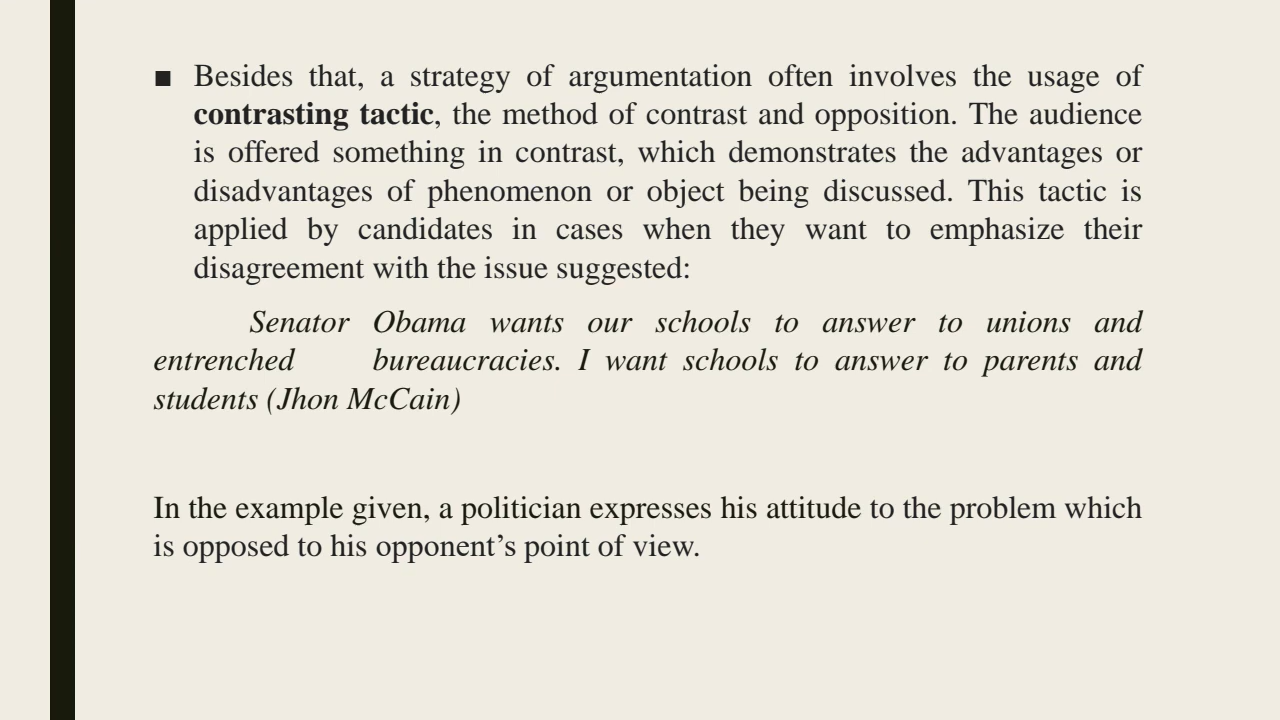 ▪ Besides that, a strategy of argumentation often involves the usage of
contrasting tactic, the method of contrast and opposition. The audience
is offered something in contrast, which demonstrates the advantages or
disadvantages of phenomenon or object being discussed. This tactic is
applied by candidates in cases when they want to emphasize their
disagreement with the issue suggested:
Senator Obama wants our schools to answer to unions and
entrenched bureaucracies. I want schools to answer to parents and
students (Jhon McCain)
In the example given, a politician expresses his attitude to the problem which
is opposed to his opponent’s point of view.